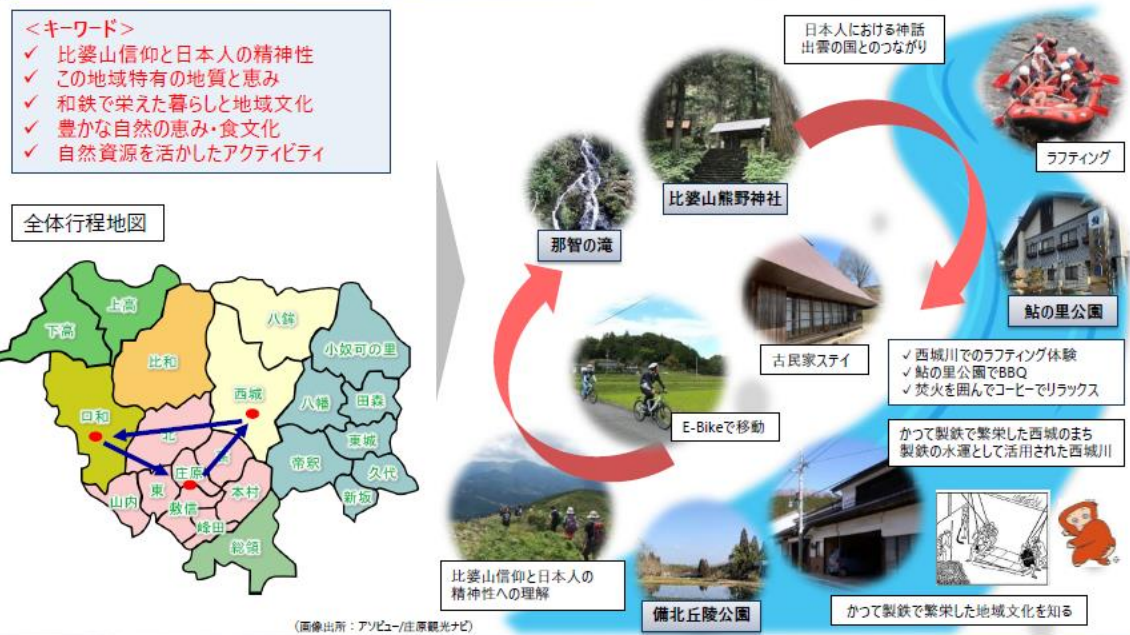 <キーワード>
✓ 比婆山信仰と日本人の精神性
✓ この地域特有の地質と恵み
✓ 和鉄で栄えた暮らしと地域文化
✓ 豊かな自然の恵み・食文化
✓ 自然資源を活かしたアクティビティ
全体行程地図
上高
下高
比和
八鉾
小奴可の里
口和
西城
八幡
田森
北
東城
帝釈
久代
庄原
山内
東
敷信
本村
新坂
峰田
総領
日本人における神話
出雲の国とのつながり
ラフティング
比婆山熊野神社
那智の滝
鮎の里公園
古民家ステイ
✓西城川でのラフティング体験
✓鮎の里公園でBBQ
✓焚火を囲んでコーヒーでリラックス
E-Bikeで移動
かつて製鉄で繁栄した西城のまち
製鉄の水運として活用された西城川
比婆山信仰と日本人の
精神性への理解
備北丘陵公園
かつて製鉄で繁栄した地域文化を知る
(画像出所:アソビュー/庄原観光ナビ)